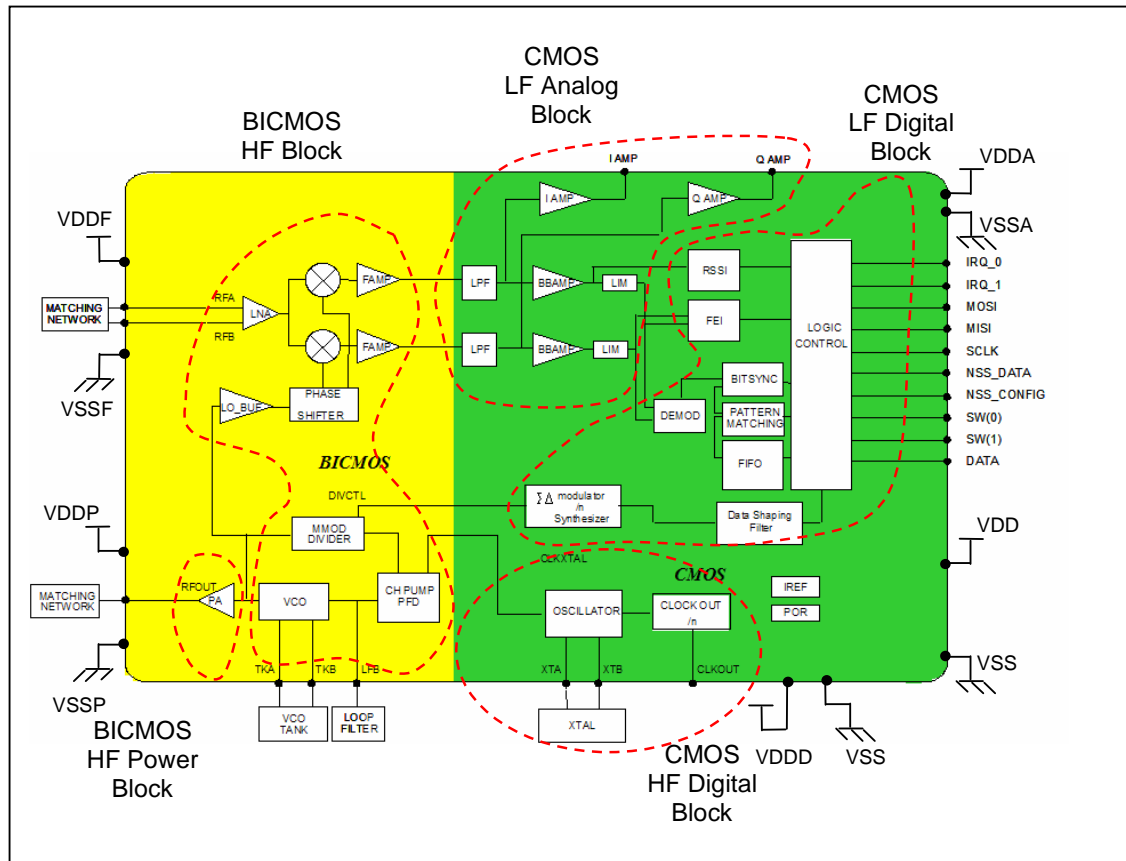 CMOS
LF Analog
Block
CMOS
LF Digital
Block
BICMOS
HF Block
I AMP
Q AMP
VDDA
VDDF
I AMP
Q AMP
VSSA
IRQ_0
IRQ_1
MOSI
MISI
SCLK
NSS_DATA
NSS_CONFIG
SW(0)
SW(1)
DATA
MATCHING
NETWORK
RFA
RFB
LNA
FAMP
FAMP
LPF
LPF
BBAMP
BBAMP
LIM
LIM
RSSI
FEI
LOGIC
CONTROL
VSSF
LO_BUF
PHASE
SHIFTER
DEMOD
BITSYNC
PATTERN
MATCHING
FIFO
BICMOS
DIVCTL
ΣΔ modulator
/n
Synthesizer
Data Shaping
Filter
VDDP
MMOD
DIVIDER
VDD
CLKXTAL
CMOS
MATCHING
NETWORK
RFOUT
PA
VCO
CH PUMP
PFD
OSCILLATOR
CLOCK OUT
/n
IREF
POR
VSSP
TKA
TKB
LFB
XTA
XTB
CLKOUT
VSS
VCO
TANK
LOOP
FILTER
XTAL
VDDD
VSS
BICMOS
HF Power
Block
CMOS
HF Digital
Block